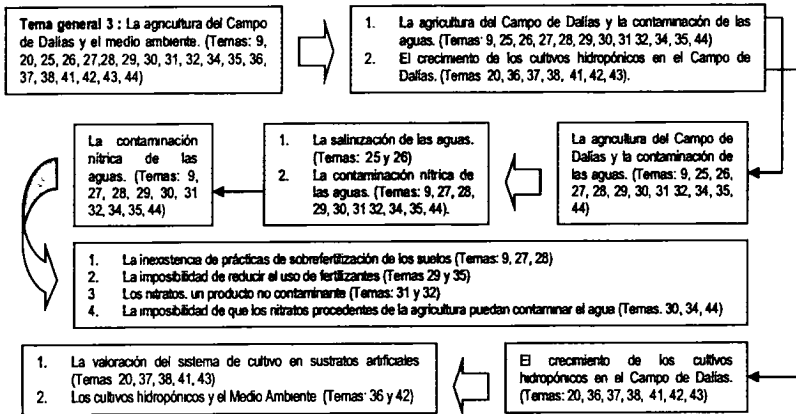 Tema general 3 : La agricultura del Campo
de Dalías y el medio ambiente. (Temas: 9,
20, 25, 26, 27,28, 29, 30, 31, 32, 34, 35, 36,
37, 38, 41, 42, 43, 44)
1. La agricultura del Campo de Dalías y la contaminación de las
aguas. (Temas: 9, 25, 26, 27, 28, 29, 30, 31 32, 34, 35, 44)
2. El crecimiento de los cultivos hidropónicos en el Campo de
Dalías. (Temas 20, 36, 37, 38, 41, 42, 43).
La contaminación
nítrica de las
aguas. (Temas: 9,
27, 28, 29, 30, 31
32, 34, 35, 44)
1. La salinización de las aguas.
(Temas: 25 y 26)
2. La contaminación nítrica de
las aguas. (Temas: 9, 27, 28,
29, 30, 31 32, 34, 35, 44).
La agricultura del Campo de
Dalías y la contaminación de
las aguas. (Temas: 9, 25, 26,
27, 28, 29, 30, 31 32, 34, 35,
44)
1. La inexistencia de prácticas de sobrefertilización de los suelos (Temas: 9, 27, 28)
2. La imposibilidad de reducir el uso de fertilizantes (Temas 29 y 35)
3 Los nitratos. un producto no contaminante (Temas: 31 y 32)
4. La imposibilidad de que los nitratos procedentes de la agricultura puedan contaminar el agua (Temas. 30, 34, 44)
1. La valoración del sistema de cultivo en sustratos artificiales
(Temas 20, 37, 38, 41, 43)
2. Los cultivos hidropónicos y el Medio Ambiente (Temas· 36 y 42)
El crecimiento de los cultivos
hidropónicos en el Campo de Dalías.
(Temas: 20, 36, 37, 38, 41, 42, 43)